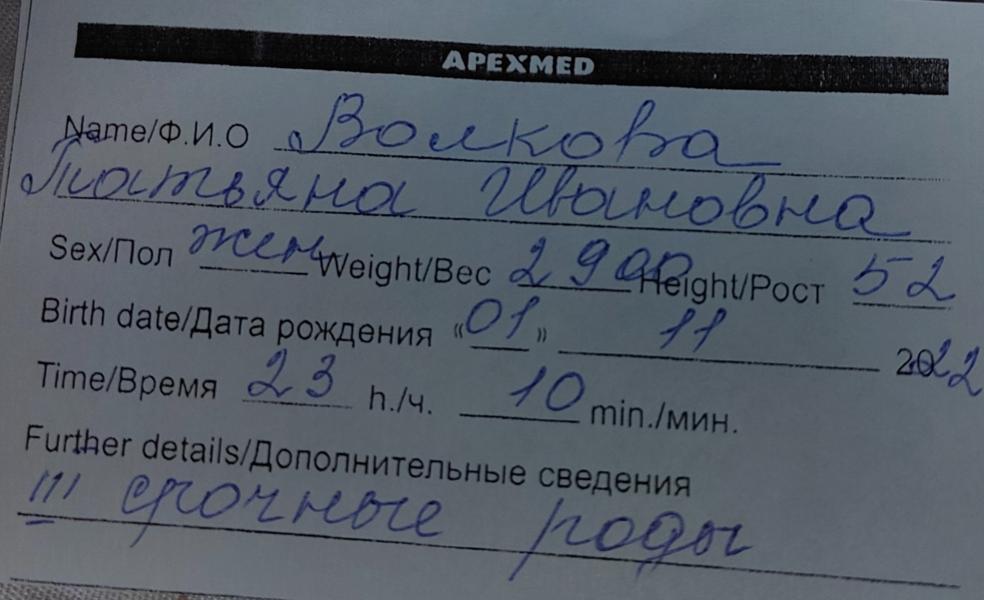 APEXMED
Name/Ф.И.О Волкова
Татьяна Ивановна
Sex/Пол жен. Weight/Вес 2900 Height/Рост 52
Birth date/Дата рождения «01» 11 2022
Time/Время 23 h./ч. 10 min./мин.
Further details/Дополнительные сведения
III срочные роды